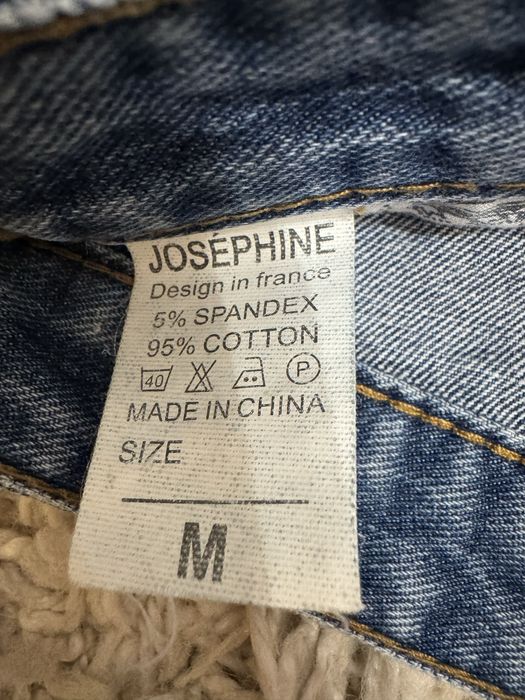 JOSÉPHINE
Design in france
5% SPANDEX
95% COTTON
40 P
MADE IN CHINA
SIZE
M